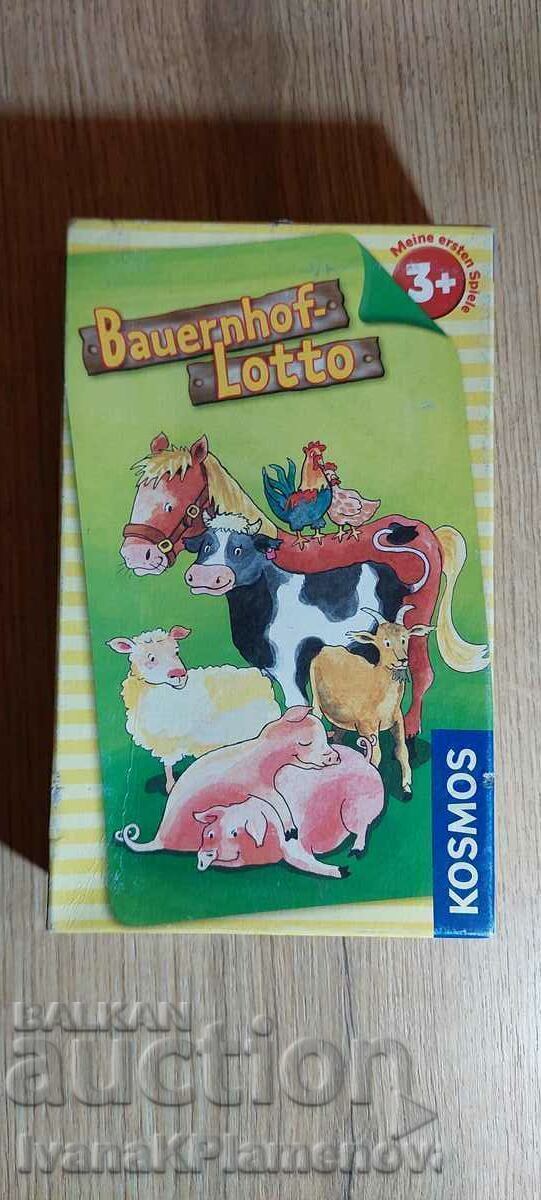 Meine ersten Spiele
3+
Bauernhof-
Lotto
KOSMOS
BALKAN
auction
IvanaKPlamenov.